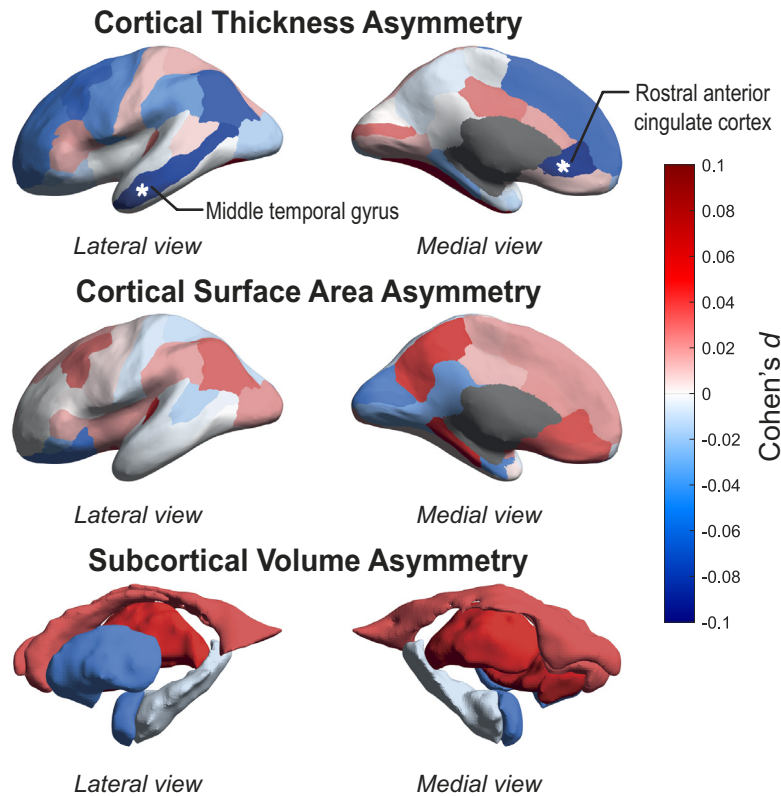 Cortical Thickness Asymmetry
Rostral anterior
cingulate cortex
*
*
Middle temporal gyrus
Lateral view
Medial view
Cortical Surface Area Asymmetry
Lateral view
Medial view
Subcortical Volume Asymmetry
Lateral view
Medial view
0.1
0.08
0.06
0.04
0.02
0
-0.02
-0.04
-0.06
-0.08
-0.1
Cohen's d